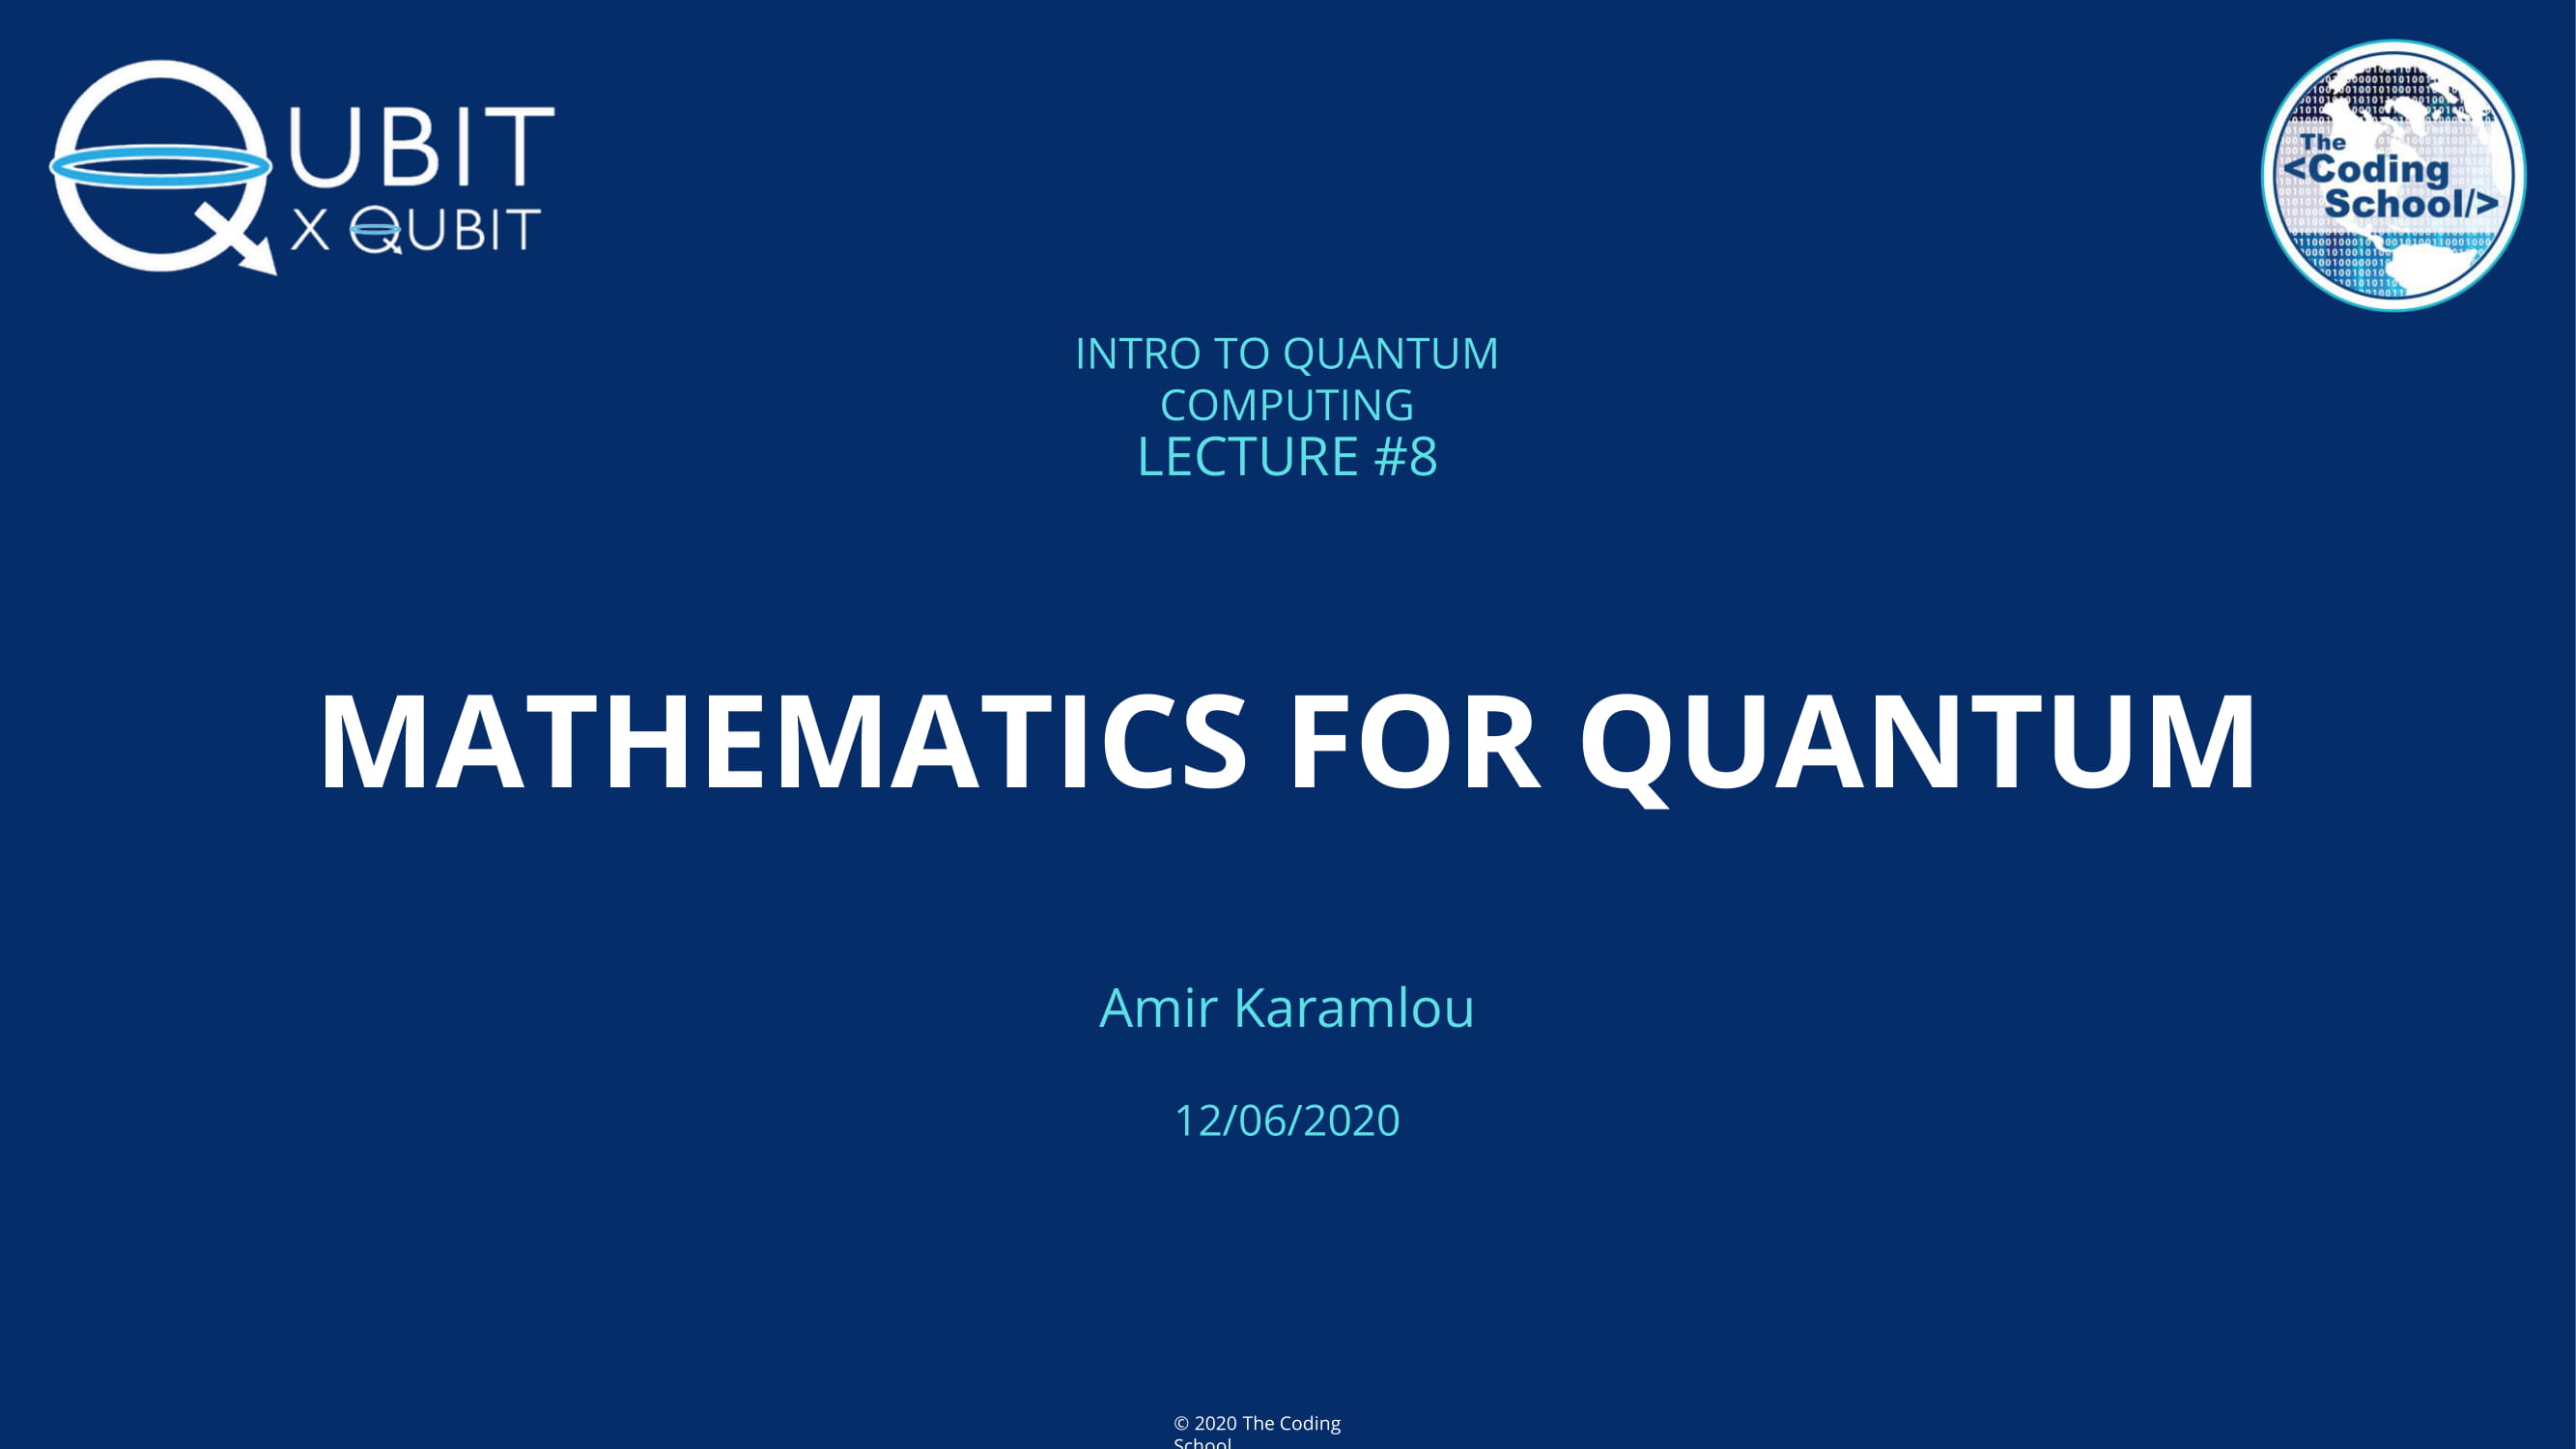 QUBIT
X QUBIT
The
<Coding
School/>
INTRO TO QUANTUM
COMPUTING
LECTURE #8
MATHEMATICS FOR QUANTUM
Amir Karamlou
12/06/2020
© 2020 The Coding
School